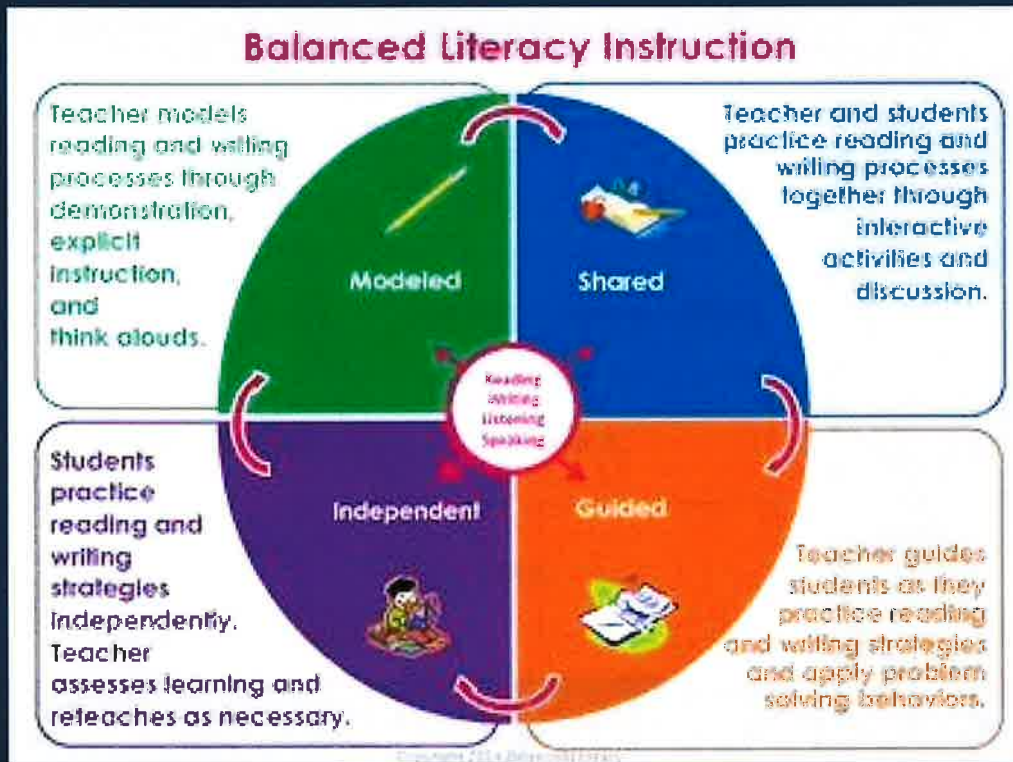 Balanced Literacy Instruction
Teacher models
reading and writing
processes through
demonstration,
explicit
instruction,
and
think alouds.
Modeled
Shared
Teacher and students
practice reading and
writing processes
together through
interactive
activities and
discussion.
Reading
Writing
Listening
Speaking
Students
practice
reading and
writing
strategies
independently.
Teacher
assesses learning and
reteaches as necessary.
Independent
Guided
Teacher guides
students as they
practice reading
and writing strategies
and apply problem
solving behaviors.
Copyright